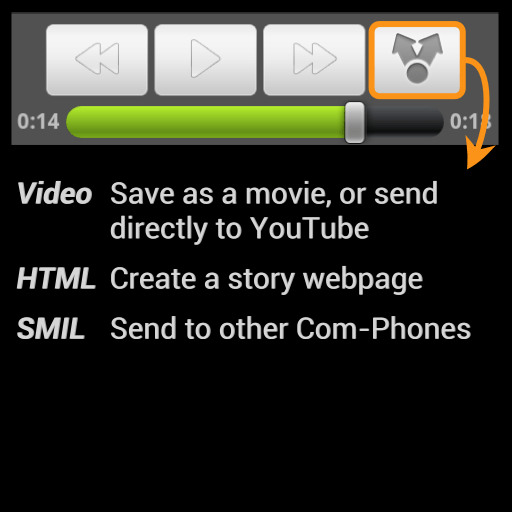 0:14 0:18
Video Save as a movie, or send
directly to YouTube
HTML Create a story webpage
SMIL Send to other Com-Phones